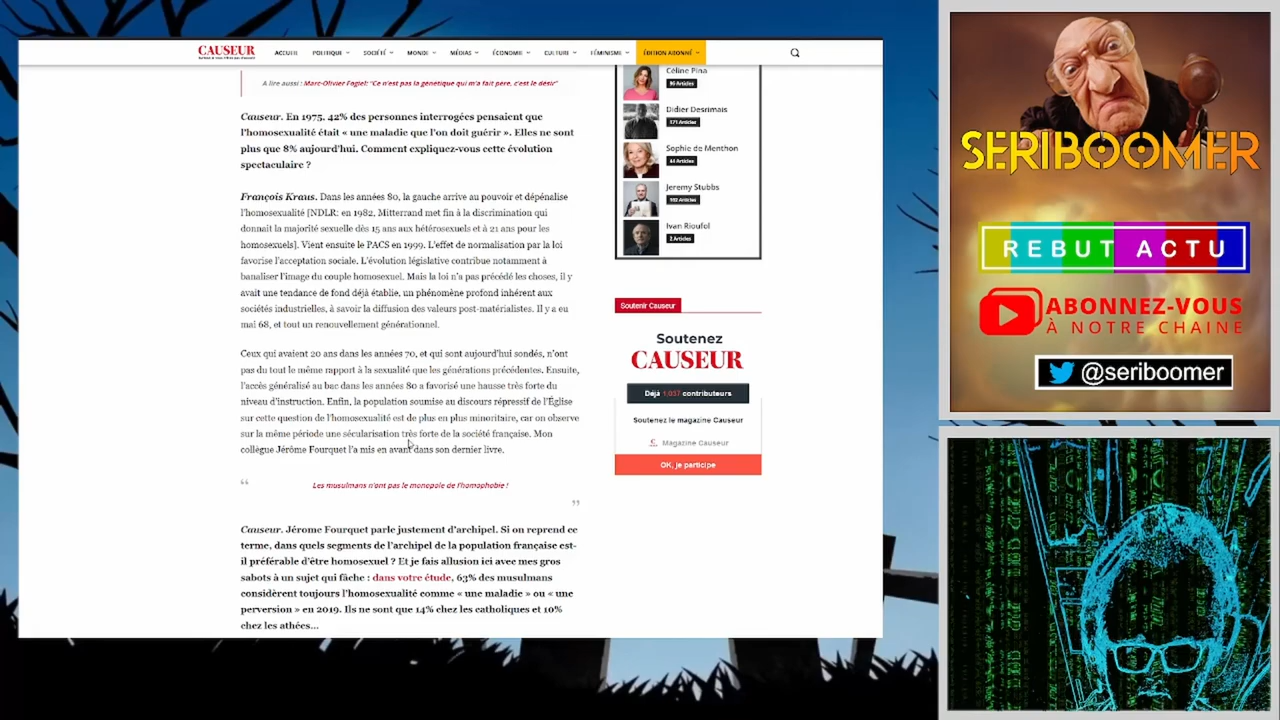 CAUSEUR
ACCUEIL POLITIQUE SOCIÉTÉ MONDE MÉDIAS ÉCONOMIE CULTURE FÉMINISME ÉDITION ABONNÉ
A lire aussi : Marc-Olivier Fogiel: "Ce n'est pas la génétique qui m'a fait père, c'est le désir"
Causeur. En 1975, 42% des personnes interrogées pensaient que
l'homosexualité était « une maladie que l'on doit guérir ». Elles ne sont
plus que 8% aujourd'hui. Comment expliquez-vous cette évolution
spectaculaire ?
François Kraus. Dans les années 80, la gauche arrive au pouvoir et dépénalise
l'homosexualité [NDLR: en 1982, Mitterrand met fin à la discrimination qui
donnait la majorité sexuelle dès 15 ans aux hétérosexuels et à 21 ans pour les
homosexuels]. Vient ensuite le PACS en 1999. L'effet de normalisation par la loi
favorise l'acceptation sociale. L'évolution législative contribue notamment à
banaliser l'image du couple homosexuel. Mais la loi n'a pas précédé les choses, il y
avait une tendance de fond déjà établie, un phénomène profond inhérent aux
sociétés industrielles, à savoir la diffusion des valeurs post-matérialistes. Il y a eu
mai 68, et tout un renouvellement générationnel.
Ceux qui avaient 20 ans dans les années 70, et qui sont aujourd'hui sondés, n'ont
pas du tout le même rapport à la sexualité que les générations précédentes. Ensuite,
l'accès généralisé au bac dans les années 80 a favorisé une hausse très forte du
niveau d'instruction. Enfin, la population soumise au discours répressif de l'Église
sur cette question de l'homosexualité est de plus en plus minoritaire, car on observe
sur la même période une sécularisation très forte de la société française. Mon
collègue Jérôme Fourquet l'a mis en avant dans son dernier livre.
“ Les musulmans n'ont pas le monopole de l'homophobie !
”
Causeur. Jérome Fourquet parle justement d'archipel. Si on reprend ce
terme, dans quels segments de l'archipel de la population française est-
il préférable d'être homosexuel ? Et je fais allusion ici avec mes gros
sabots à un sujet qui fâche : dans votre étude, 63% des musulmans
considèrent toujours l'homosexualité comme « une maladie » ou « une
perversion » en 2019. Ils ne sont que 14% chez les catholiques et 10%
chez les athées...
Céline Pina
90 Articles
Didier Desrimais
171 Articles
Sophie de Menthon
44 Articles
Jeremy Stubbs
Ivan Rioufol
2 Articles
Soutenir Causeur
Soutenez
CAUSEUR
Déjà 1,037 contributeurs
Soutenez le magazine Causeur
€ Magazine Causeur
OK, je participe
SERIBOOMER
REBUT ACTU
ABONNEZ-VOUS
À NOTRE CHAINE
@seriboomer